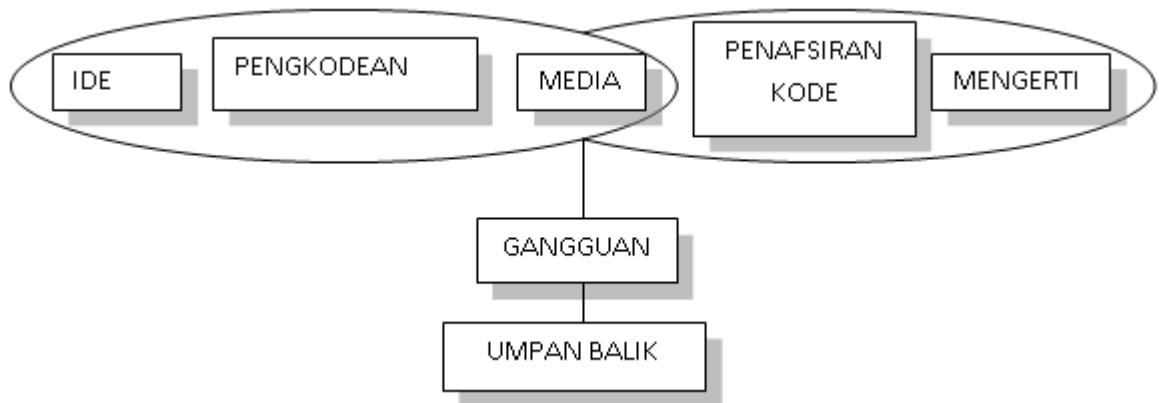 IDE
PENGKODEAN
MEDIA
PENAFSIRAN
KODE
MENGERTI
GANGGUAN
UMPAN BALIK